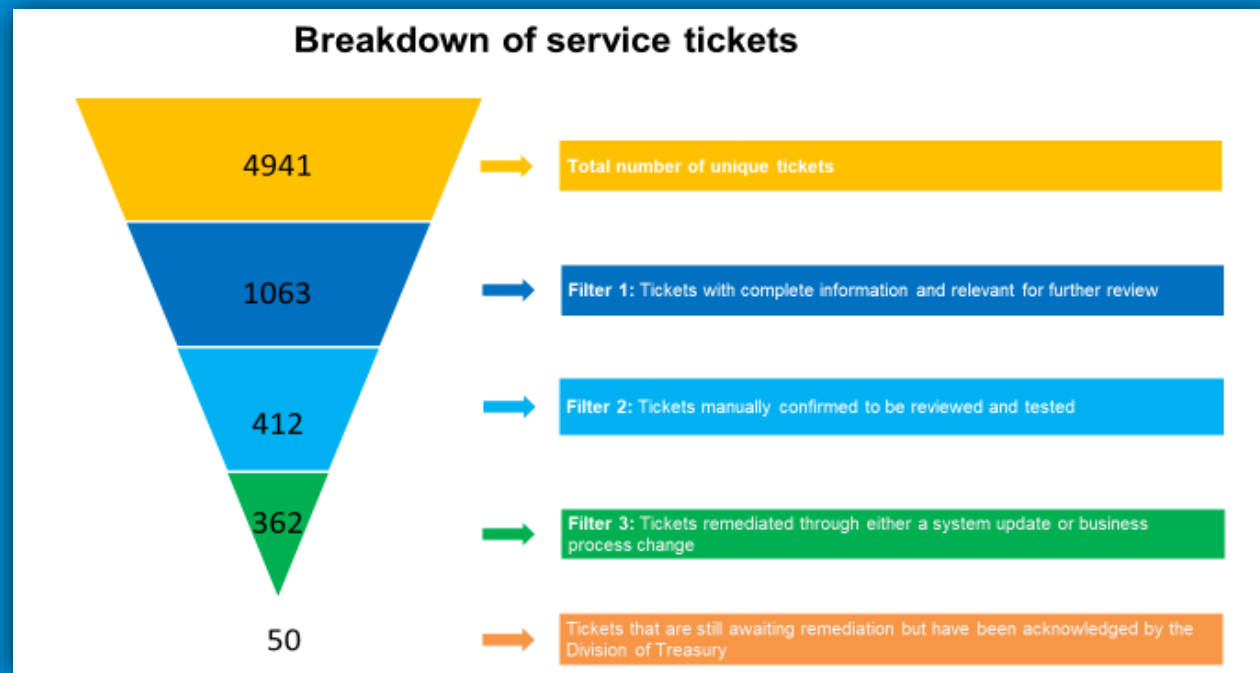 Breakdown of service tickets
4941
Total number of unique tickets
1063
Filter 1: Tickets with complete information and relevant for further review
412
Filter 2: Tickets manually confirmed to be reviewed and tested
362
Filter 3: Tickets remediated through either a system update or business
process change
50
Tickets that are still awaiting remediation but have been acknowledged by the
Division of Treasury